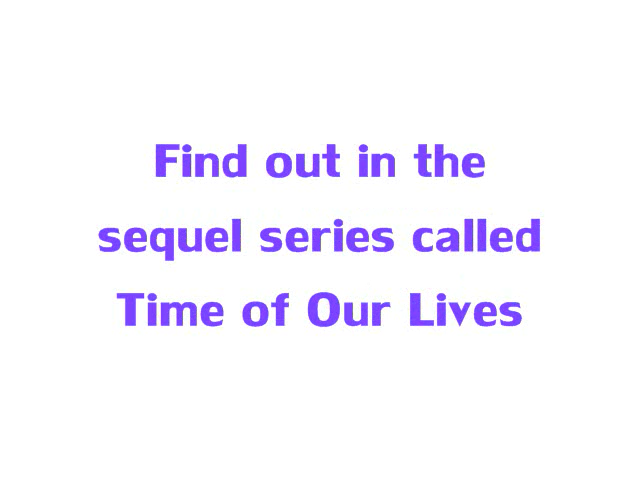 Find out in the
sequel series called
Time of Our Lives